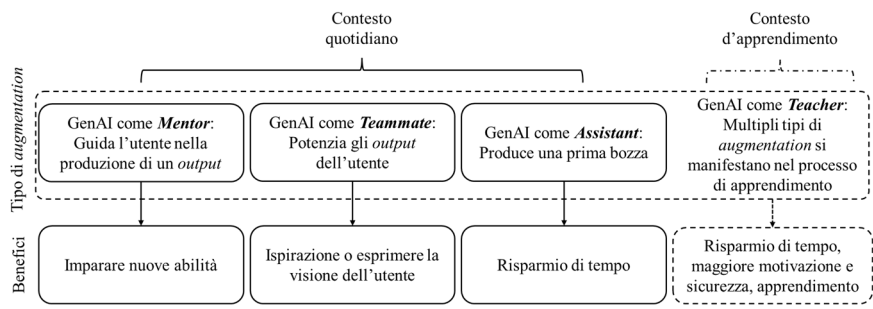 Contesto
quotidiano
Contesto
d'apprendimento
Tipo di augmentation
GenAI come Mentor:
Guida l'utente nella
produzione di un output
GenAI come Teammate:
Potenzia gli output
dell'utente
GenAI come Assistant:
Produce una prima bozza
GenAI come Teacher:
Multipli tipi di
augmentation si
manifestano nel processo
di apprendimento
Benefici
Imparare nuove abilità
Ispirazione o esprimere la
visione dell'utente
Risparmio di tempo
Risparmio di tempo,
maggiore motivazione e
sicurezza, apprendimento